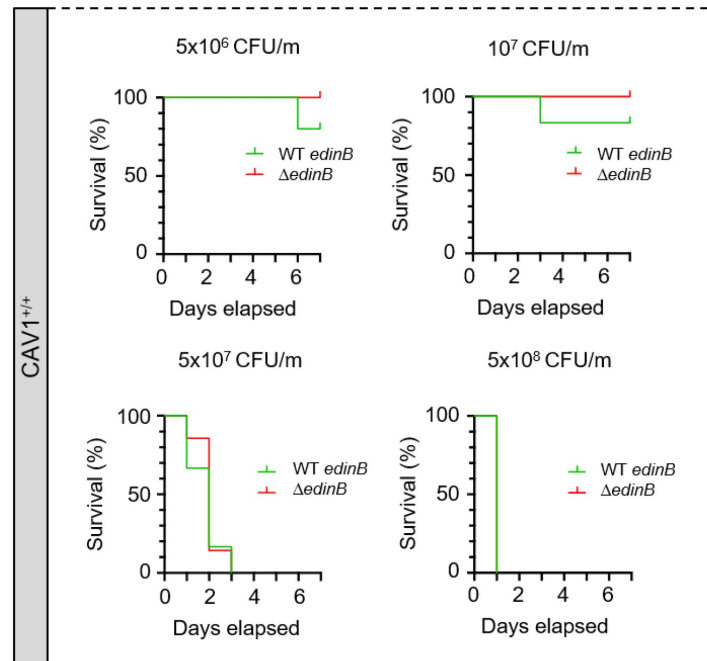 CAV1+/+
5x10⁶ CFU/m
100
50
0
Survival (%)
WT edinB
ΔedinB
0 2 4 6
Days elapsed
10⁷ CFU/m
100
50
0
Survival (%)
WT edinB
ΔedinB
0 2 4 6
Days elapsed
5x10⁷ CFU/m
100
50
0
Survival (%)
WT edinB
ΔedinB
0 2 4 6
Days elapsed
5x10⁸ CFU/m
100
50
0
Survival (%)
WT edinB
ΔedinB
0 2 4 6
Days elapsed